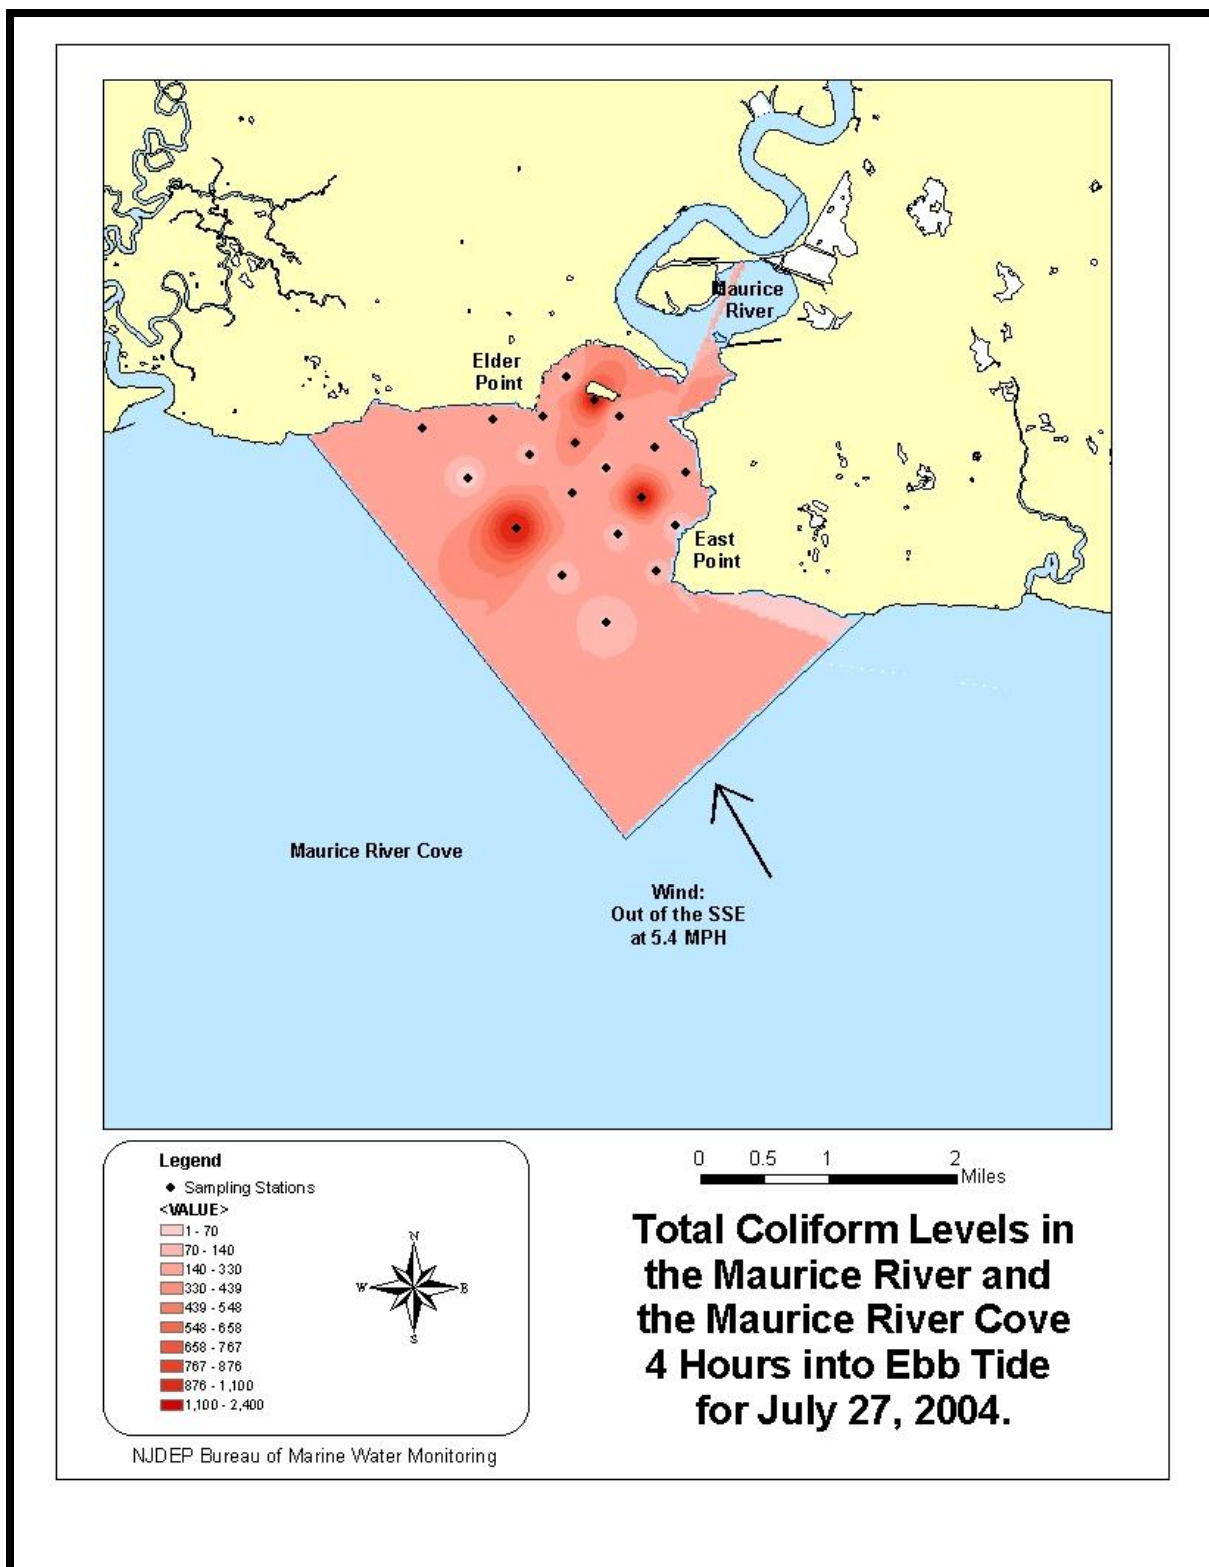 Maurice
River
Elder
Point
East
Point
Maurice River Cove
Wind:
Out of the SSE
at 5.4 MPH
Legend
Sampling Stations
<VALUE>
1 - 70
70 - 140
140 - 330
330 - 439
439 - 548
548 - 658
658 - 767
767 - 876
876 - 1,100
1,100 - 2,400
N
W E
S
0 0.5 1 2
Miles
Total Coliform Levels in
the Maurice River and
the Maurice River Cove
4 Hours into Ebb Tide
for July 27, 2004.
NJDEP Bureau of Marine Water Monitoring